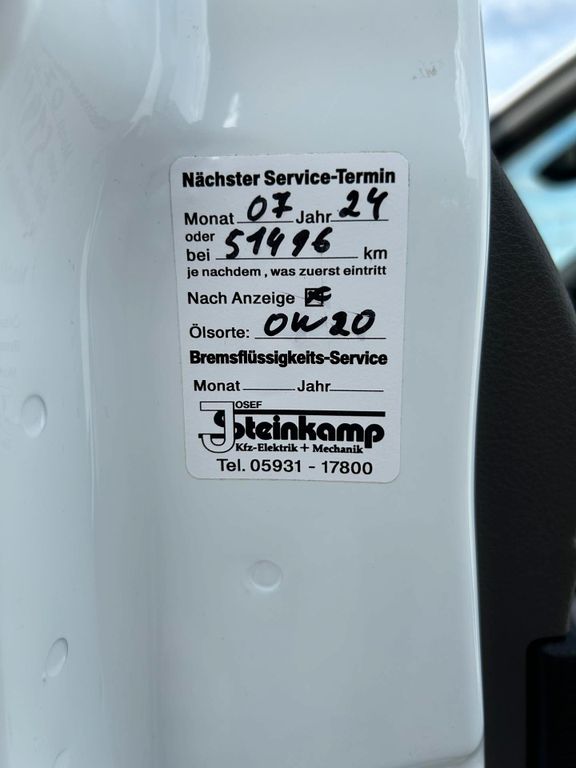 Nächster Service-Termin
Monat 07 Jahr 24
oder
bei 51496 km
je nachdem, was zuerst eintritt
Nach Anzeige
Ölsorte: 0W20
Bremsflüssigkeits-Service
Monat Jahr
JOSEF
Steinkamp
Kfz-Elektrik + Mechanik
Tel. 05931 - 17800